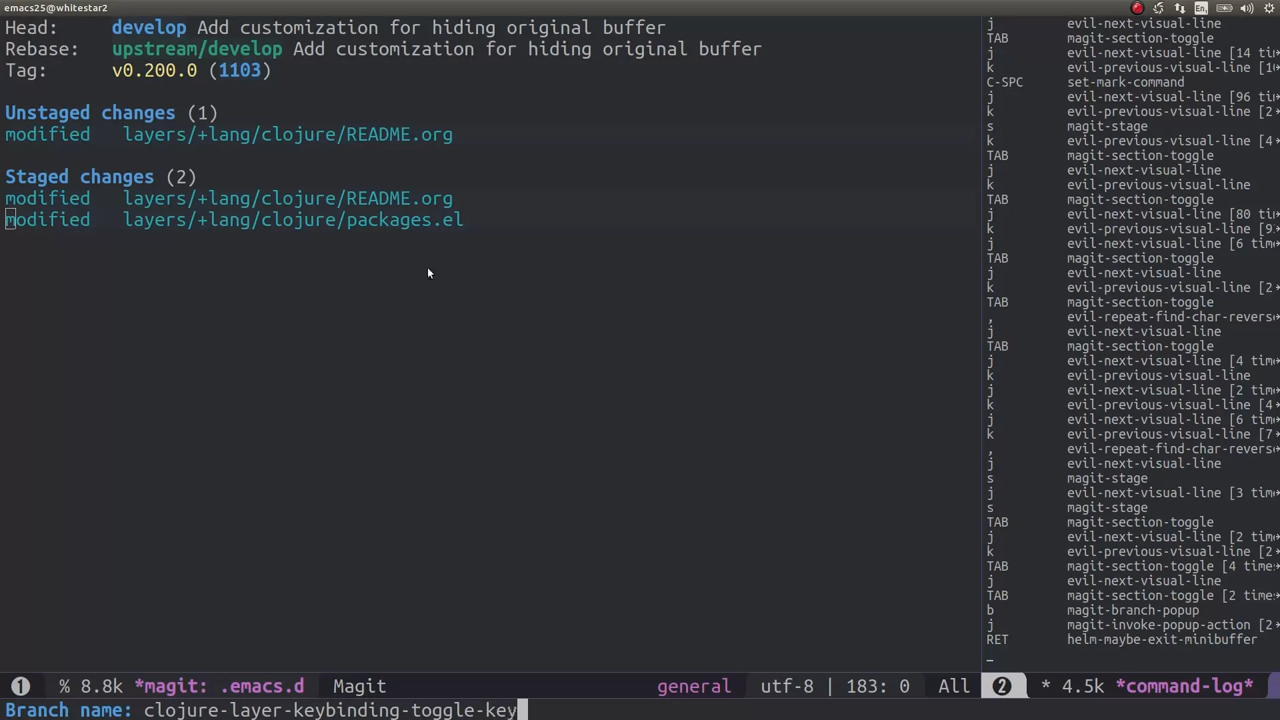 emacs25@whitestar2
En
Head: develop Add customization for hiding original buffer
Rebase: upstream/develop Add customization for hiding original buffer
Tag: v0.200.0 (1103)
Unstaged changes (1)
modified layers/+lang/clojure/README.org
Staged changes (2)
modified layers/+lang/clojure/README.org
modified layers/+lang/clojure/packages.el
j evil-next-visual-line
TAB magit-section-toggle
j evil-next-visual-line [14 ti
k evil-previous-visual-line [1
C-SPC set-mark-command
j evil-next-visual-line [96 ti
k evil-previous-visual-line [2
s magit-stage
k evil-previous-visual-line [4
TAB magit-section-toggle
j evil-next-visual-line
k evil-previous-visual-line
TAB magit-section-toggle
j evil-next-visual-line [80 ti
k evil-previous-visual-line [9
j evil-next-visual-line [6 tim
TAB magit-section-toggle
j evil-next-visual-line
k evil-previous-visual-line [2
TAB magit-section-toggle
, evil-repeat-find-char-revers
j evil-next-visual-line
TAB magit-section-toggle
j evil-next-visual-line [4 tim
k evil-previous-visual-line
j evil-next-visual-line [2 tim
k evil-previous-visual-line [4
j evil-next-visual-line [6 tim
k evil-previous-visual-line [7
, evil-repeat-find-char-revers
j evil-next-visual-line
s magit-stage
j evil-next-visual-line [3 tim
s magit-stage
TAB magit-section-toggle
j evil-next-visual-line [2 tim
k evil-previous-visual-line [2
TAB magit-section-toggle [4 time
j evil-next-visual-line
TAB magit-section-toggle [2 time
b magit-branch-popup
j magit-invoke-popup-action [2
RET helm-maybe-exit-minibuffer
1 % 8.8k *magit: .emacs.d Magit general utf-8 | 183: 0 All
2 * 4.5k *command-log*
Branch name: clojure-layer-keybinding-toggle-key